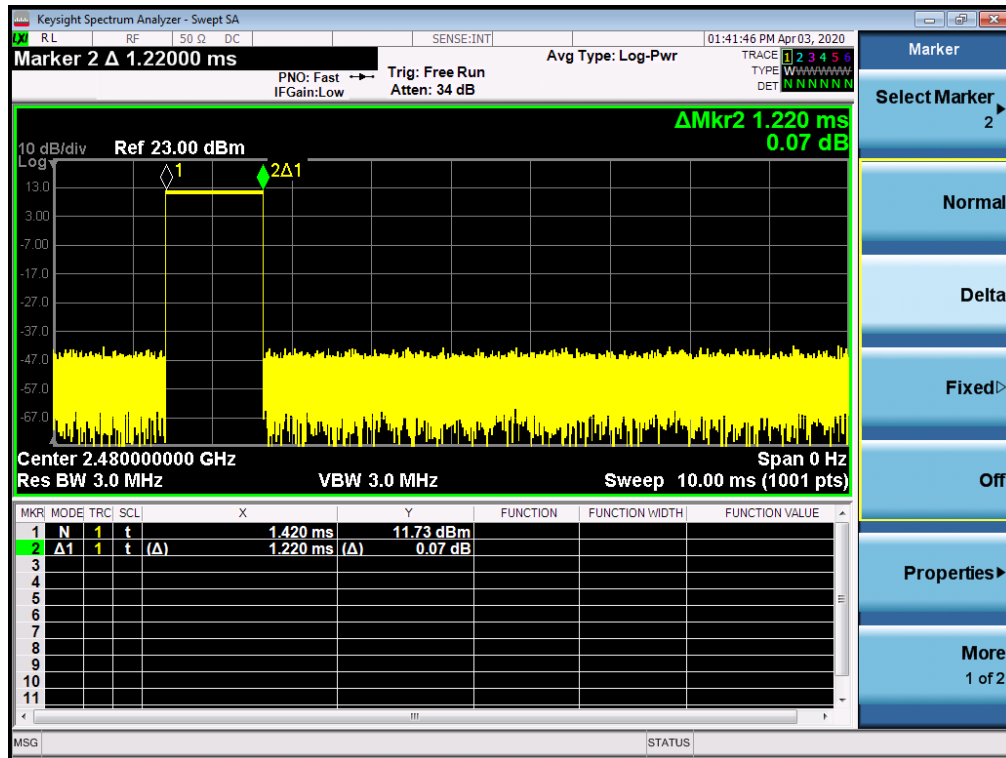 Keysight Spectrum Analyzer - Swept SA
LXI RL RF 50 Ω DC SENSE:INT 01:41:46 PM Apr 03, 2020
Marker 2 Δ 1.22000 ms
PNO: Fast
IFGain:Low
Trig: Free Run
Atten: 34 dB
Avg Type: Log-Pwr
TRACE 1 2 3 4 5 6
TYPE WWWWWW
DET N N N N N N
ΔMkr2 1.220 ms
0.07 dB
10 dB/div Ref 23.00 dBm
Log
1
2Δ1
13.0
3.00
-7.00
-17.0
-27.0
-37.0
-47.0
-57.0
-67.0
Center 2.480000000 GHz Span 0 Hz
Res BW 3.0 MHz VBW 3.0 MHz Sweep 10.00 ms (1001 pts)
MKR MODE TRC SCL X Y FUNCTION FUNCTION WIDTH FUNCTION VALUE
1 N 1 t 1.420 ms 11.73 dBm
2 Δ1 1 t (Δ) 1.220 ms (Δ) 0.07 dB
3
4
5
6
7
8
9
10
11
MSG STATUS
Marker
Select Marker
2
Normal
Delta
Fixed
Off
Properties
More
1 of 2